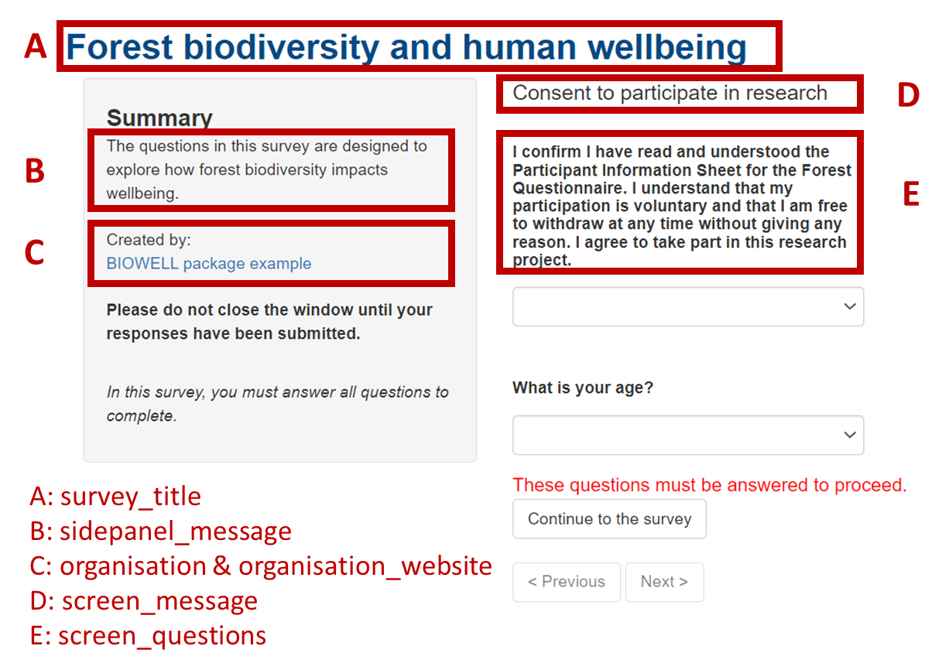 A Forest biodiversity and human wellbeing
Summary
B
The questions in this survey are designed to
explore how forest biodiversity impacts
wellbeing.
C
Created by:
BIOWELL package example
Please do not close the window until your
responses have been submitted.
In this survey, you must answer all questions to
complete.
Consent to participate in research
D
I confirm I have read and understood the
Participant Information Sheet for the Forest
Questionnaire. I understand that my
participation is voluntary and that I am free
to withdraw at any time without giving any
reason. I agree to take part in this research
project.
E
What is your age?
These questions must be answered to proceed.
Continue to the survey
< Previous
Next >
A: survey_title
B: sidepanel_message
C: organisation & organisation_website
D: screen_message
E: screen_questions